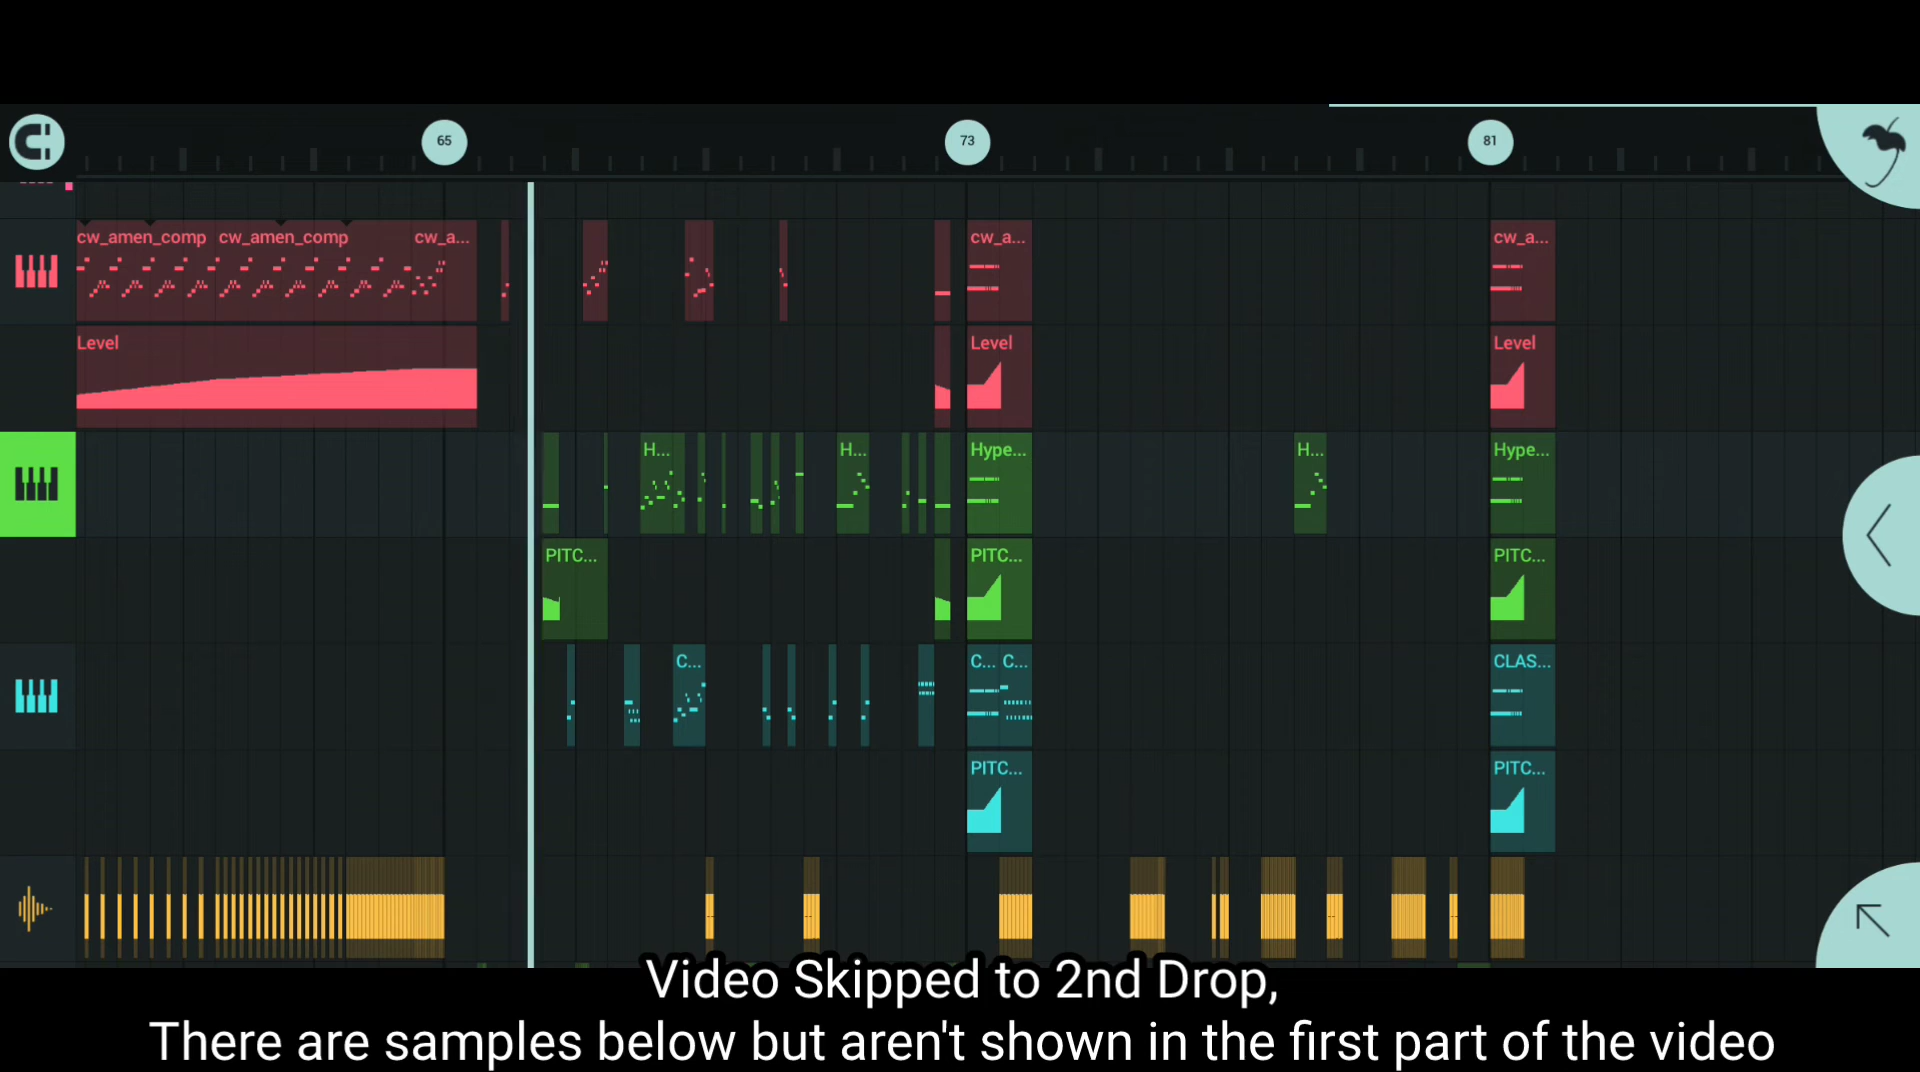 65 73 81
cw_amen_comp cw_amen_comp cw_a... cw_a... cw_a...
Level Level Level
H... H... Hype... H... Hype...
PITC... PITC... PITC...
C... C... C... CLAS...
PITC... PITC...
Video Skipped to 2nd Drop,
There are samples below but aren't shown in the first part of the video